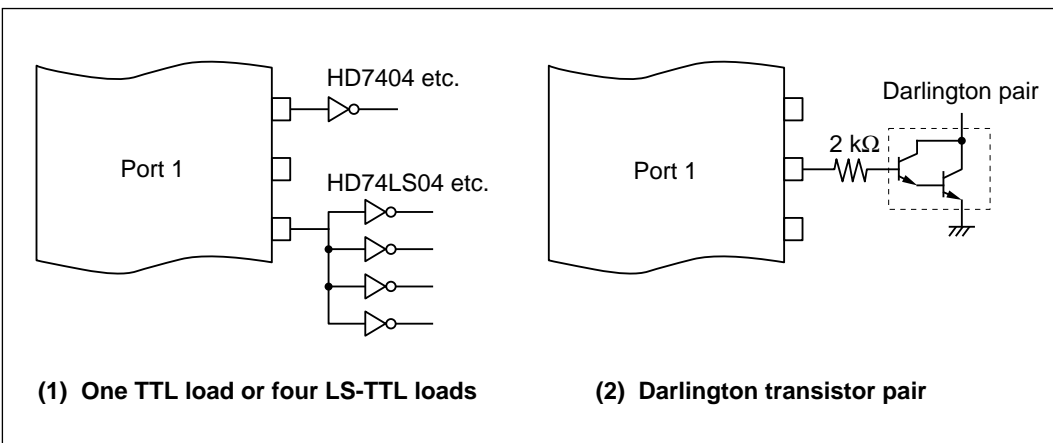 HD7404 etc.
Port 1
HD74LS04 etc.
(1) One TTL load or four LS-TTL loads
Darlington pair
2 kΩ
Port 1
(2) Darlington transistor pair